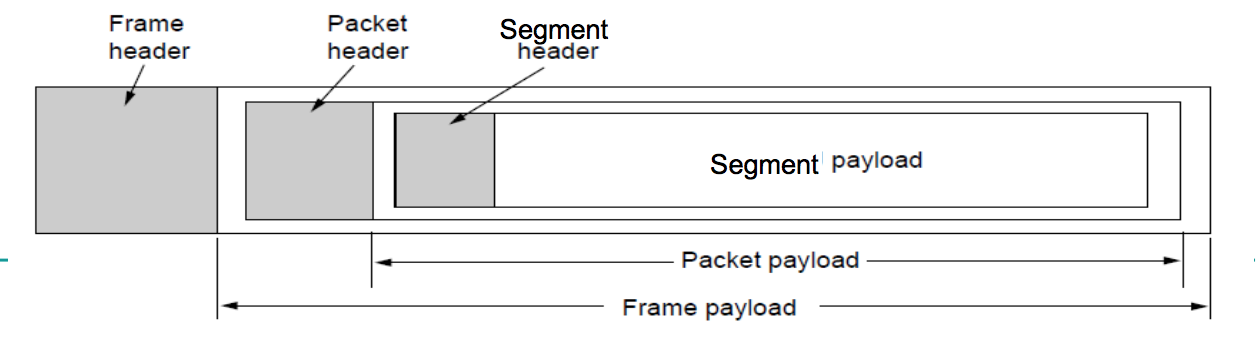 Frame
header
Packet
header
Segment
header
Segment payload
Packet payload
Frame payload